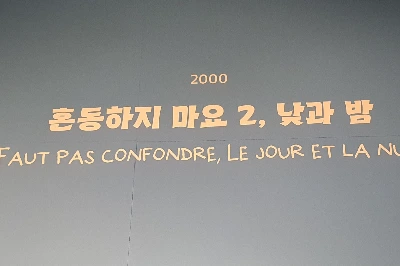 2000
혼동하지 마요 2, 낮과 밤
FAUT PAS CONFONDRE, LE JOUR ET LA NU